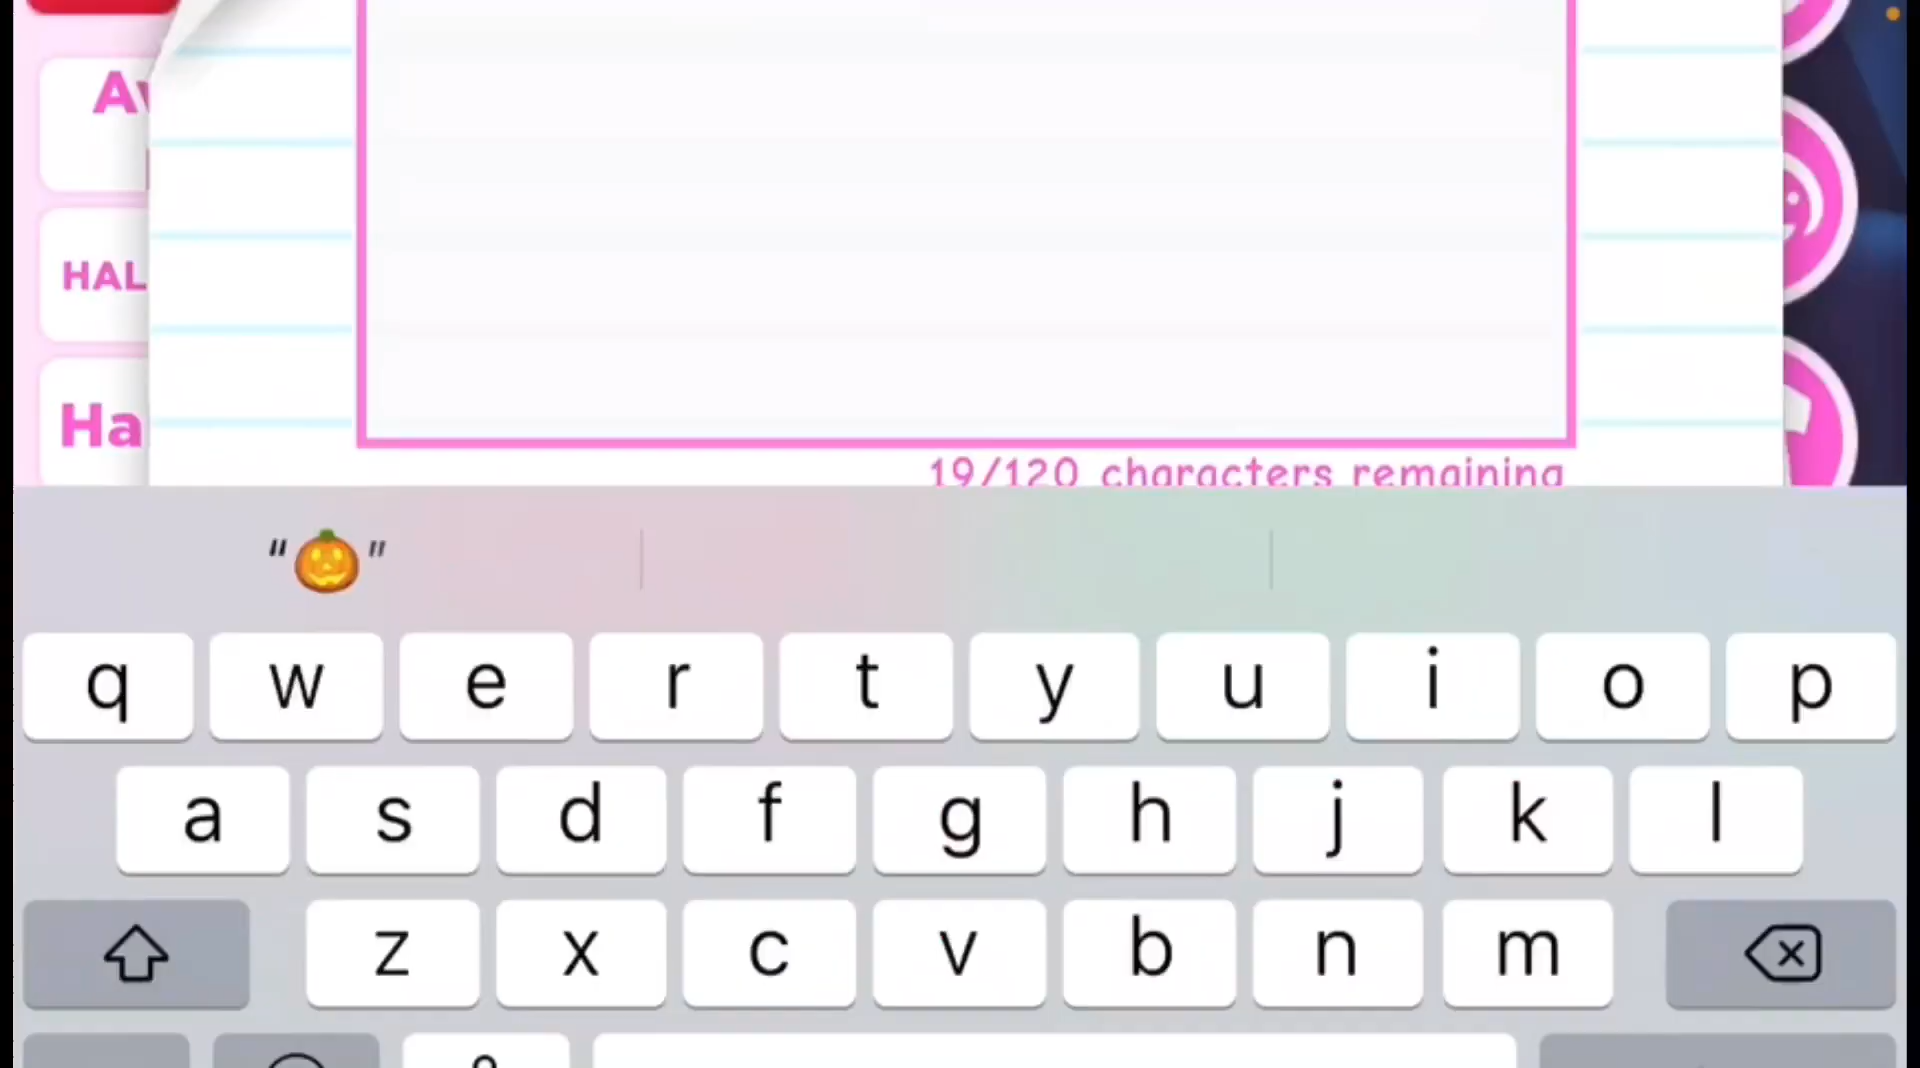 HAL
Ha
19/120 characters remaining
"🎃"
q w e r t y u i o p
a s d f g h j k l
z x c v b n m